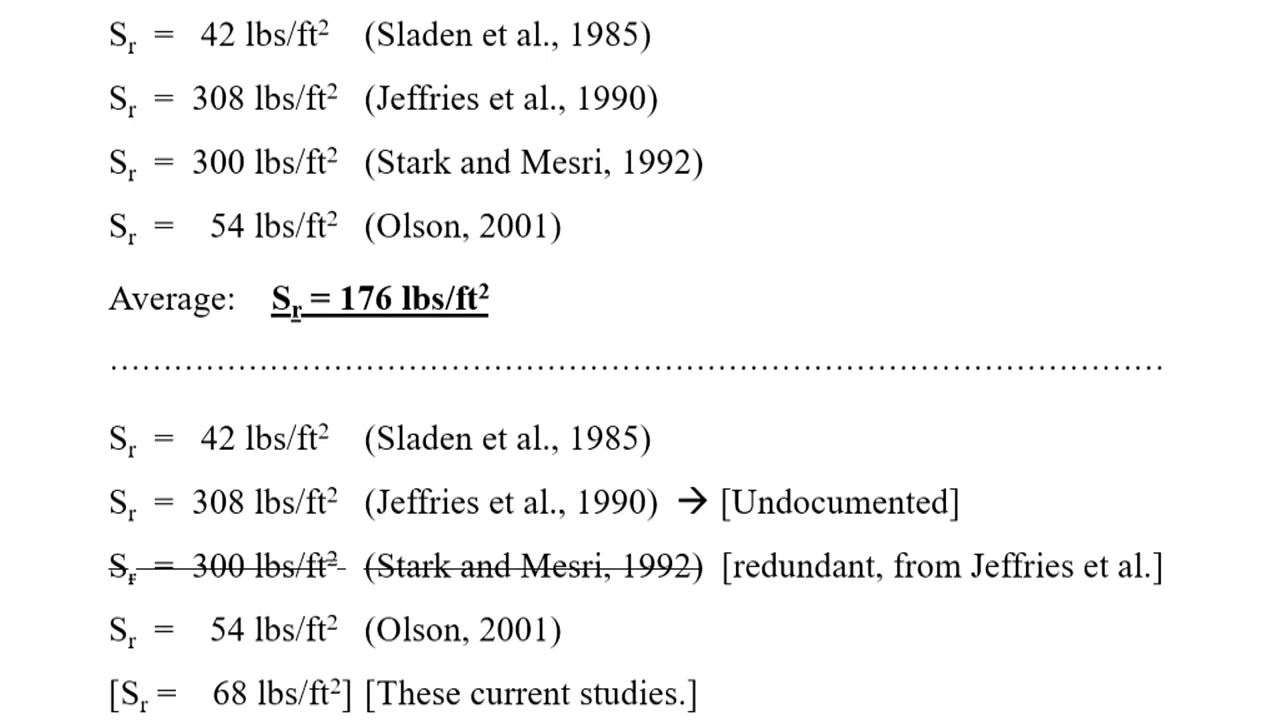 Sr = 42 lbs/ft² (Sladen et al., 1985)
Sr = 308 lbs/ft² (Jeffries et al., 1990)
Sr = 300 lbs/ft² (Stark and Mesri, 1992)
Sr = 54 lbs/ft² (Olson, 2001)
Average: Sr = 176 lbs/ft²
........................................................................................................................
Sr = 42 lbs/ft² (Sladen et al., 1985)
Sr = 308 lbs/ft² (Jeffries et al., 1990) → [Undocumented]
Sr = 300 lbs/ft² (Stark and Mesri, 1992) [redundant, from Jeffries et al.]
Sr = 54 lbs/ft² (Olson, 2001)
[Sr = 68 lbs/ft²] [These current studies.]